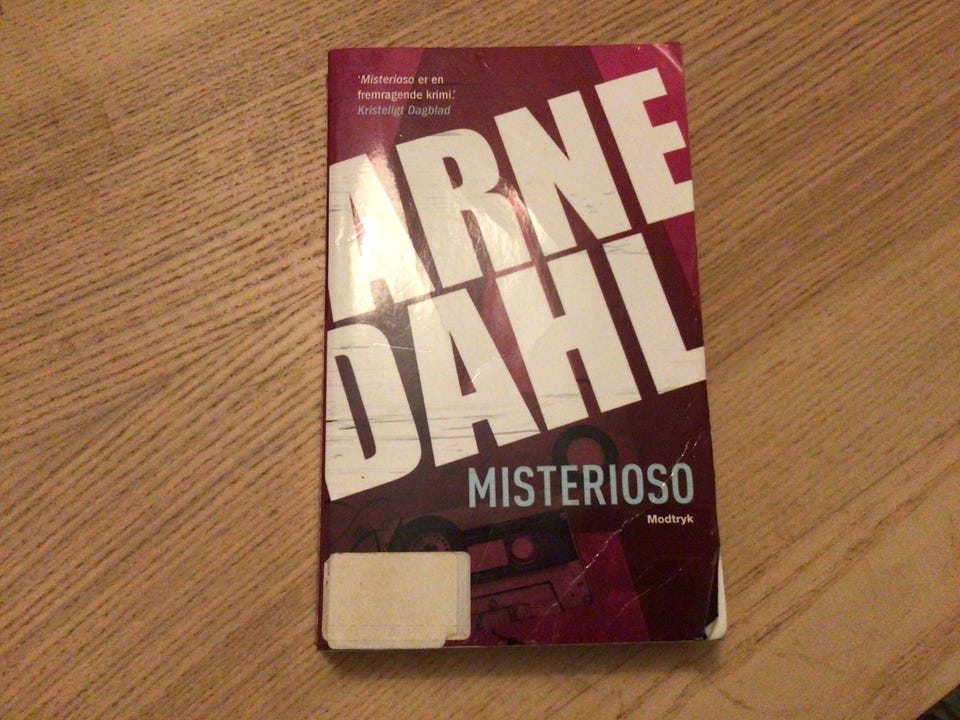 'Misterioso er en
fremragende krimi.'
Kristeligt Dagblad
ARNE
DAHL
MISTERIOSO
Modtryk